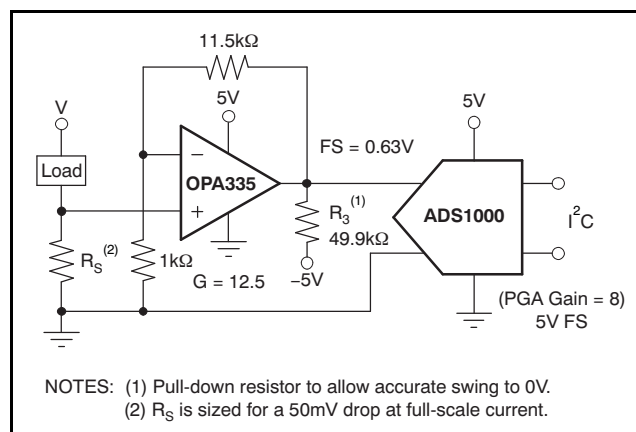 11.5kΩ
V
5V
5V
FS = 0.63V
Load
−
OPA335
+
R3(1)
49.9kΩ
−5V
ADS1000
I2C
RS(2)
1kΩ
G = 12.5
(PGA Gain = 8)
5V FS
NOTES: (1) Pull-down resistor to allow accurate swing to 0V.
(2) RS is sized for a 50mV drop at full-scale current.